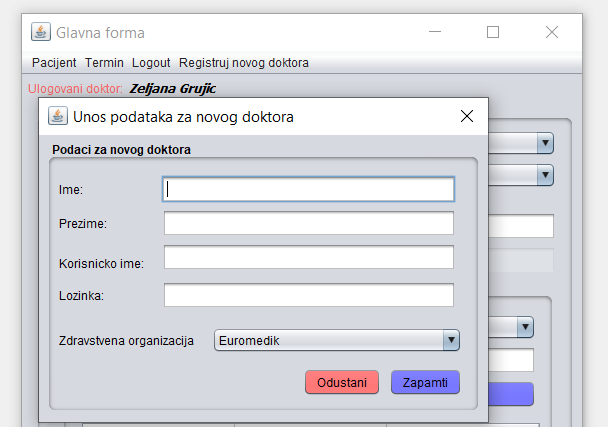 Glavna forma
Pacijent Termin Logout Registruj novog doktora
Ulogovani doktor: Zeljana Grujic
Unos podataka za novog doktora
Podaci za novog doktora
Ime:
Prezime:
Korisnicko ime:
Lozinka:
Zdravstvena organizacija Euromedik
Odustani Zapamti